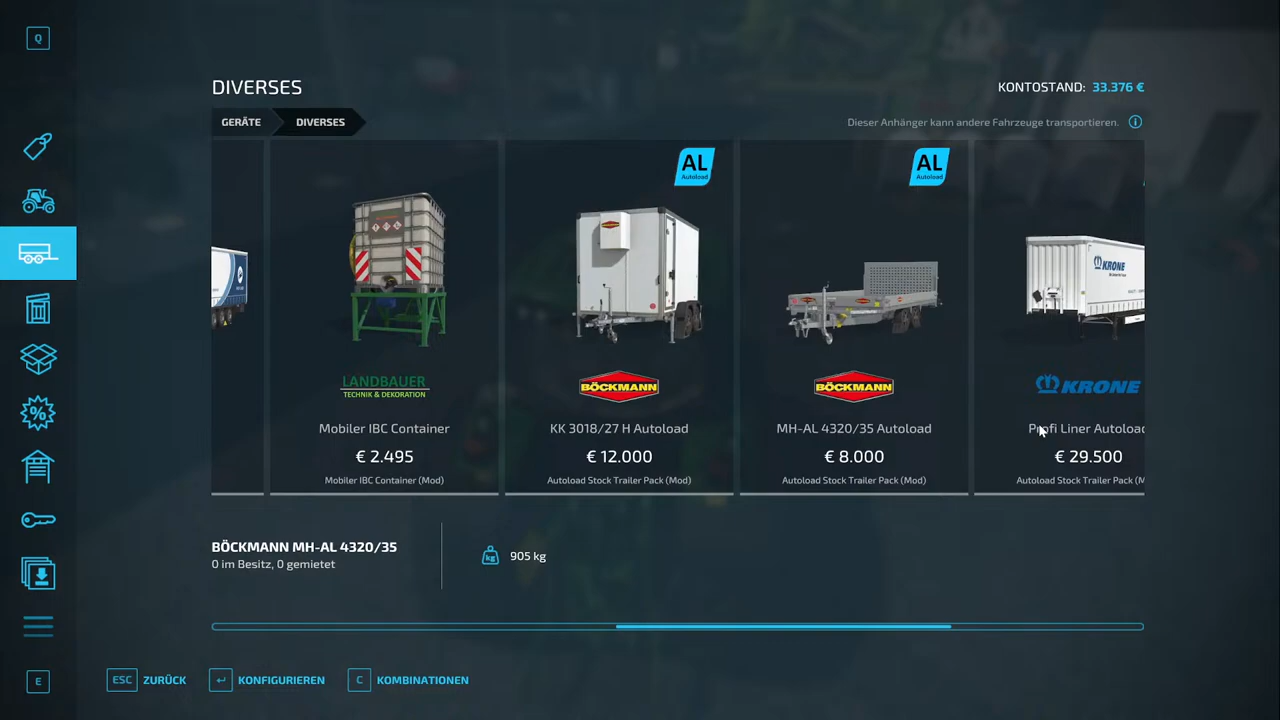 Q
DIVERSES
KONTOSTAND: 33.376 €
GERÄTE
DIVERSES
Dieser Anhänger kann andere Fahrzeuge transportieren.
AL
Autoload
AL
Autoload
KRONE
LANDBAUER
TECHNIK & DEKORATION
BÖCKMANN
BÖCKMANN
KRONE
Mobiler IBC Container
KK 3018/27 H Autoload
MH-AL 4320/35 Autoload
Profi Liner Autoload
€ 2.495
€ 12.000
€ 8.000
€ 29.500
Mobiler IBC Container (Mod)
Autoload Stock Trailer Pack (Mod)
Autoload Stock Trailer Pack (Mod)
Autoload Stock Trailer Pack (M
BÖCKMANN MH-AL 4320/35
0 im Besitz, 0 gemietet
kg
905 kg
ESC ZURÜCK
KONFIGURIEREN
C KOMBINATIONEN
E